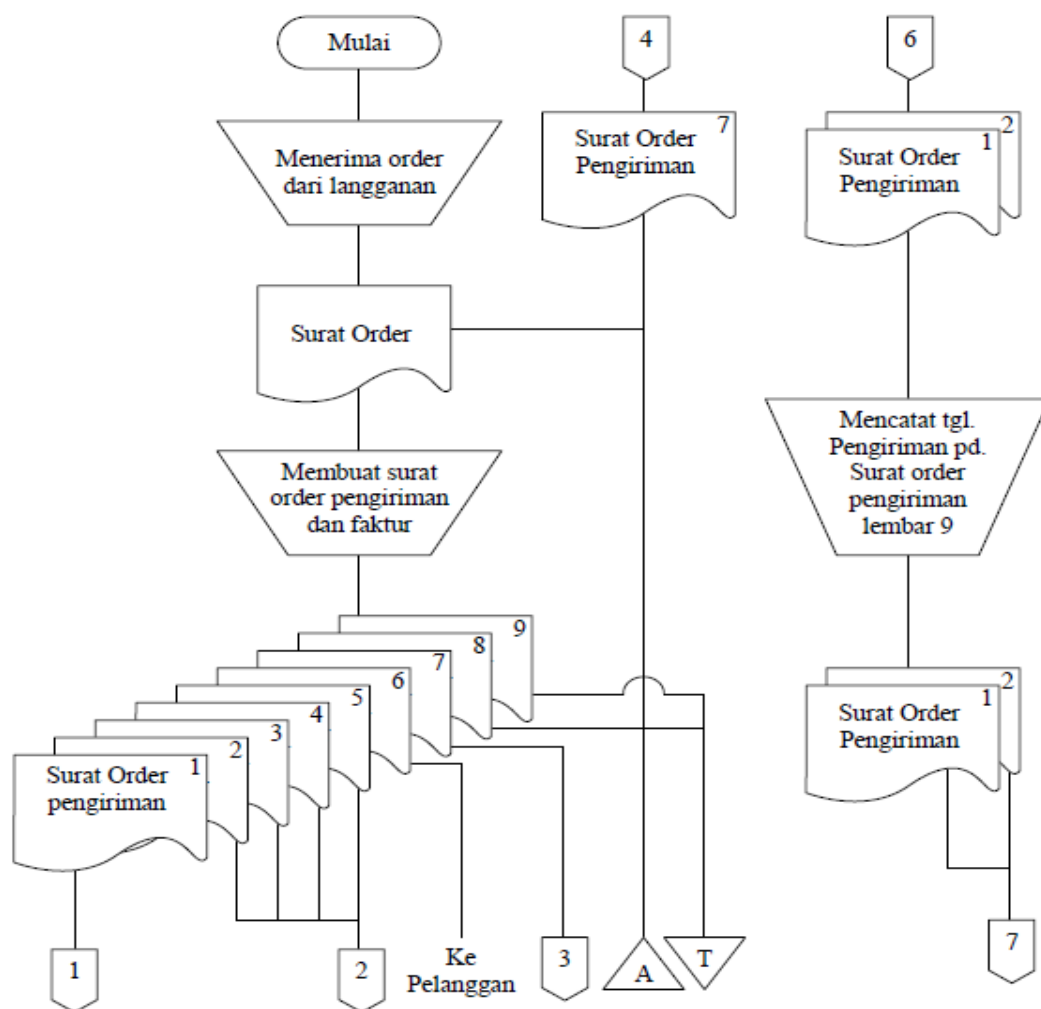 Mulai
Menerima order
dari langganan
Surat Order
Membuat surat
order pengiriman
dan faktur
9
8
7
6
5
4
3
2
1
Surat Order
pengiriman
1
2
Ke
Pelanggan
3
A
T
4
7
Surat Order
Pengiriman
6
2
1
Surat Order
Pengiriman
Mencatat tgl.
Pengiriman pd.
Surat order
pengiriman
lembar 9
2
1
Surat Order
Pengiriman
7